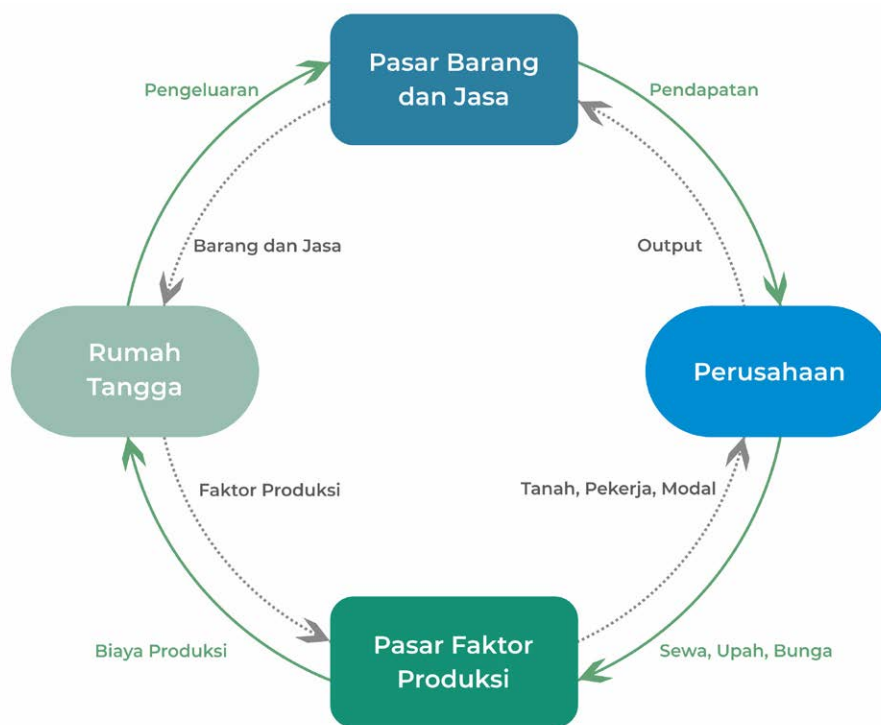 Pasar Barang
dan Jasa
Pengeluaran
Pendapatan
Barang dan Jasa
Output
Rumah
Tangga
Perusahaan
Faktor Produksi
Tanah, Pekerja, Modal
Pasar Faktor
Produksi
Biaya Produksi
Sewa, Upah, Bunga